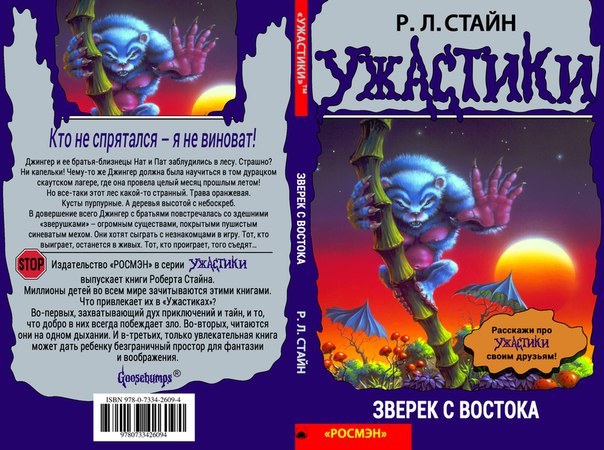 Кто не спрятался – я не виноват!
Джингер и ее братья-близнецы Нат и Пат заблудились в лесу. Страшно?
Ни капельки! Чему-то же Джингер должна была научиться в том дурацком
скаутском лагере, где она провела целый месяц прошлым летом!
Но все-таки этот лес какой-то странный. Трава оранжевая.
Кусты пурпурные. А деревья высотой с небоскреб.
В довершение всего Джингер с братьями повстречалась со здешними
«зверушками» – огромным существами, покрытыми пушистым
синеватым мехом. Они хотят сыграть с незнакомцами в игру. Тот, кто
выиграет, останется в живых. Тот, кто проиграет, того съедят...
STOP
Издательство «РОСМЭН» в серии УЖАСТИКИ
выпускает книги Роберта Стайна.
Миллионы детей во всем мире зачитываются этими книгами.
Что привлекает их в «Ужастиках»?
Во-первых, захватывающий дух приключений и тайн, и то,
что добро в них всегда побеждает зло. Во-вторых, читаются
они на одном дыхании. И в-третьих, только увлекательная книга
может дать ребенку безграничный простор для фантазии
и воображения.
Goosebumps®
ISBN 978-0-7334-2609-4
9780733426094
«УЖАСТИКИ»™
ЗВЕРЕК С ВОСТОКА
Р. Л. СТАЙН
Р. Л. СТАЙН
УЖАСТИКИ
Расскажи про
УЖАСТИКИ
своим друзьям!
ЗВЕРЕК С ВОСТОКА
«РОСМЭН»